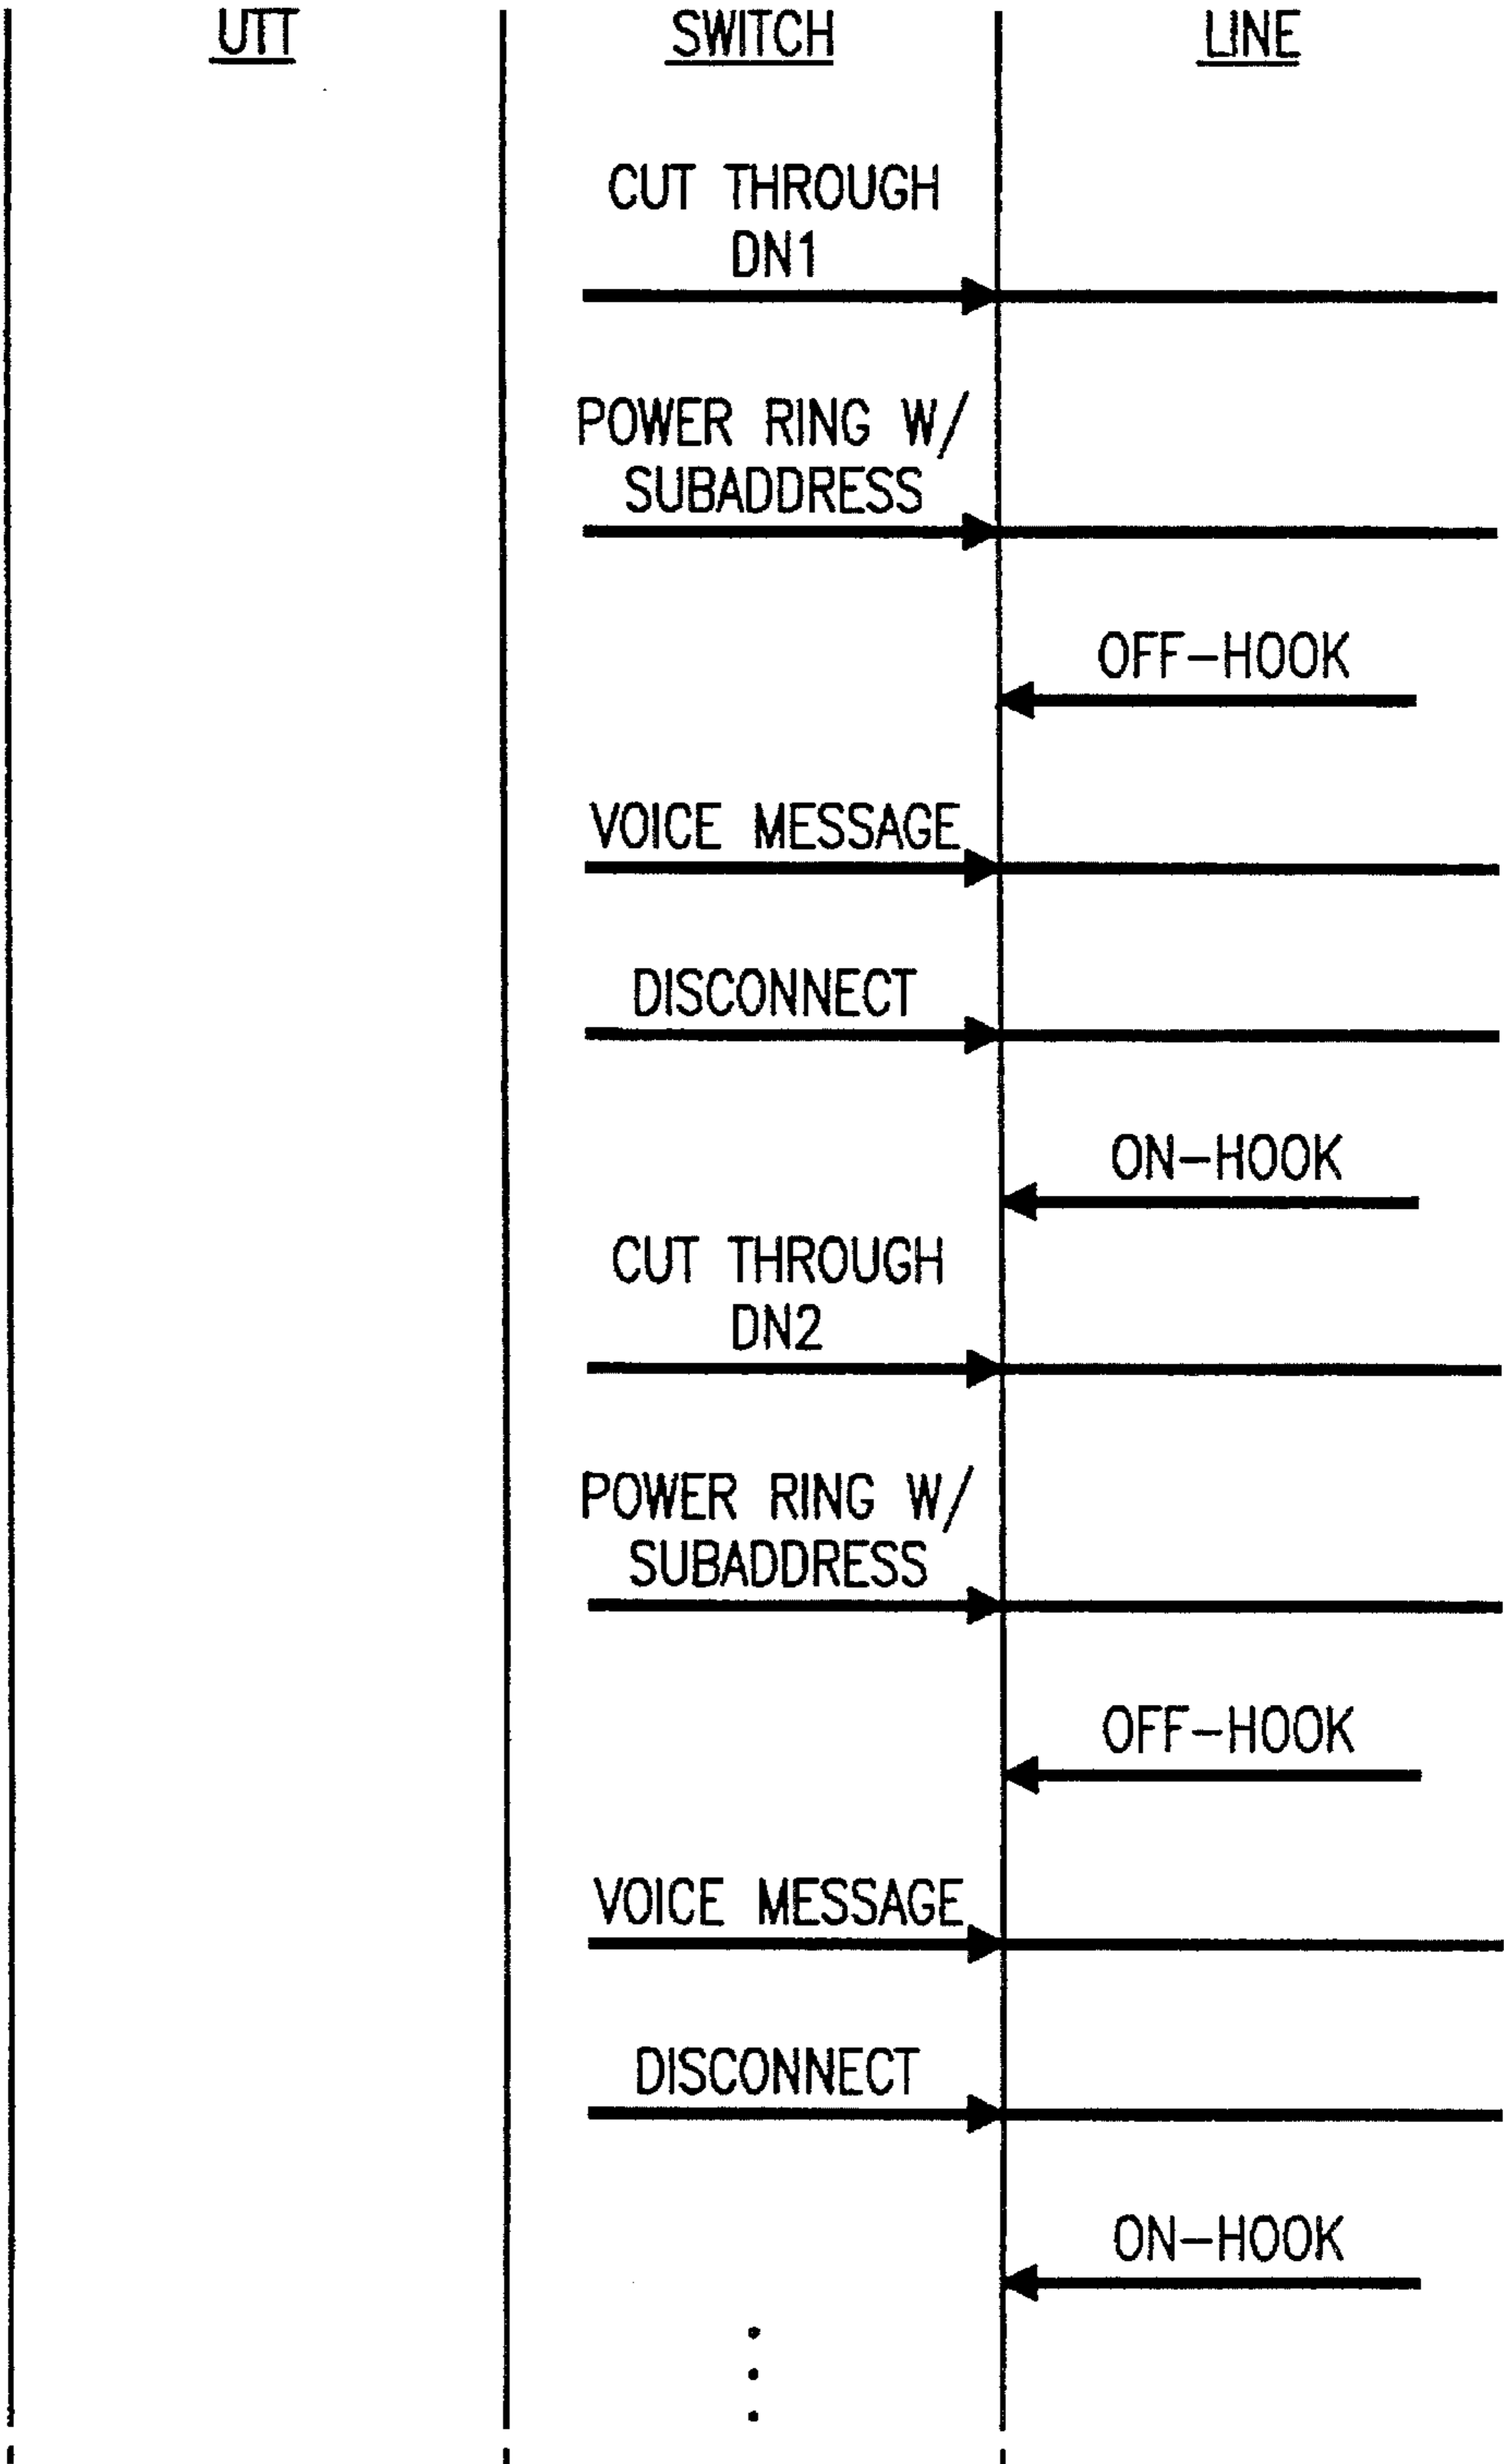 UTT SWITCH LINE
CUT THROUGH
DN1
POWER RING W/
SUBADDRESS
OFF-HOOK
VOICE MESSAGE
DISCONNECT
ON-HOOK
CUT THROUGH
DN2
POWER RING W/
SUBADDRESS
OFF-HOOK
VOICE MESSAGE
DISCONNECT
ON-HOOK